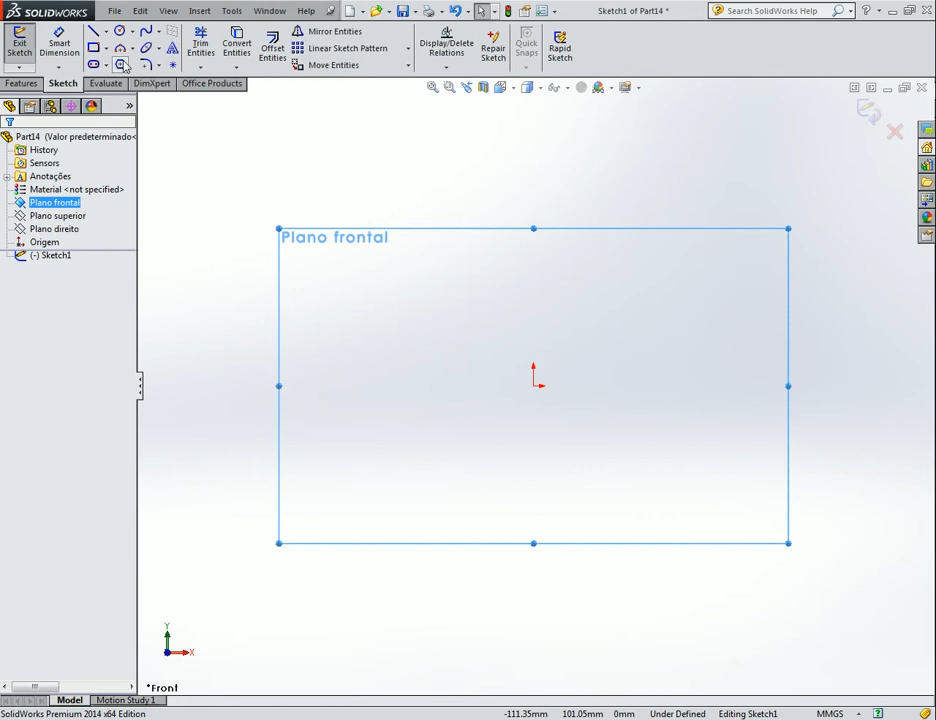 SOLIDWORKS File Edit View Insert Tools Window Help Sketch1 of Part14 * Search SolidWorks Help
Exit Sketch
Smart Dimension
Trim Entities
Convert Entities
Offset Entities
Mirror Entities
Linear Sketch Pattern
Move Entities
Display/Delete Relations
Repair Sketch
Quick Snaps
Rapid Sketch
Features Sketch Evaluate DimXpert Office Products
Part14 (Valor predeterminado<
History
Sensors
Anotações
Material <not specified>
Plano frontal
Plano superior
Plano direito
Origem
(-) Sketch1
Plano frontal
Y
X
*Front
Model Motion Study 1
SolidWorks Premium 2014 x64 Edition -111.35mm 101.05mm 0mm Under Defined Editing Sketch1 MMGS